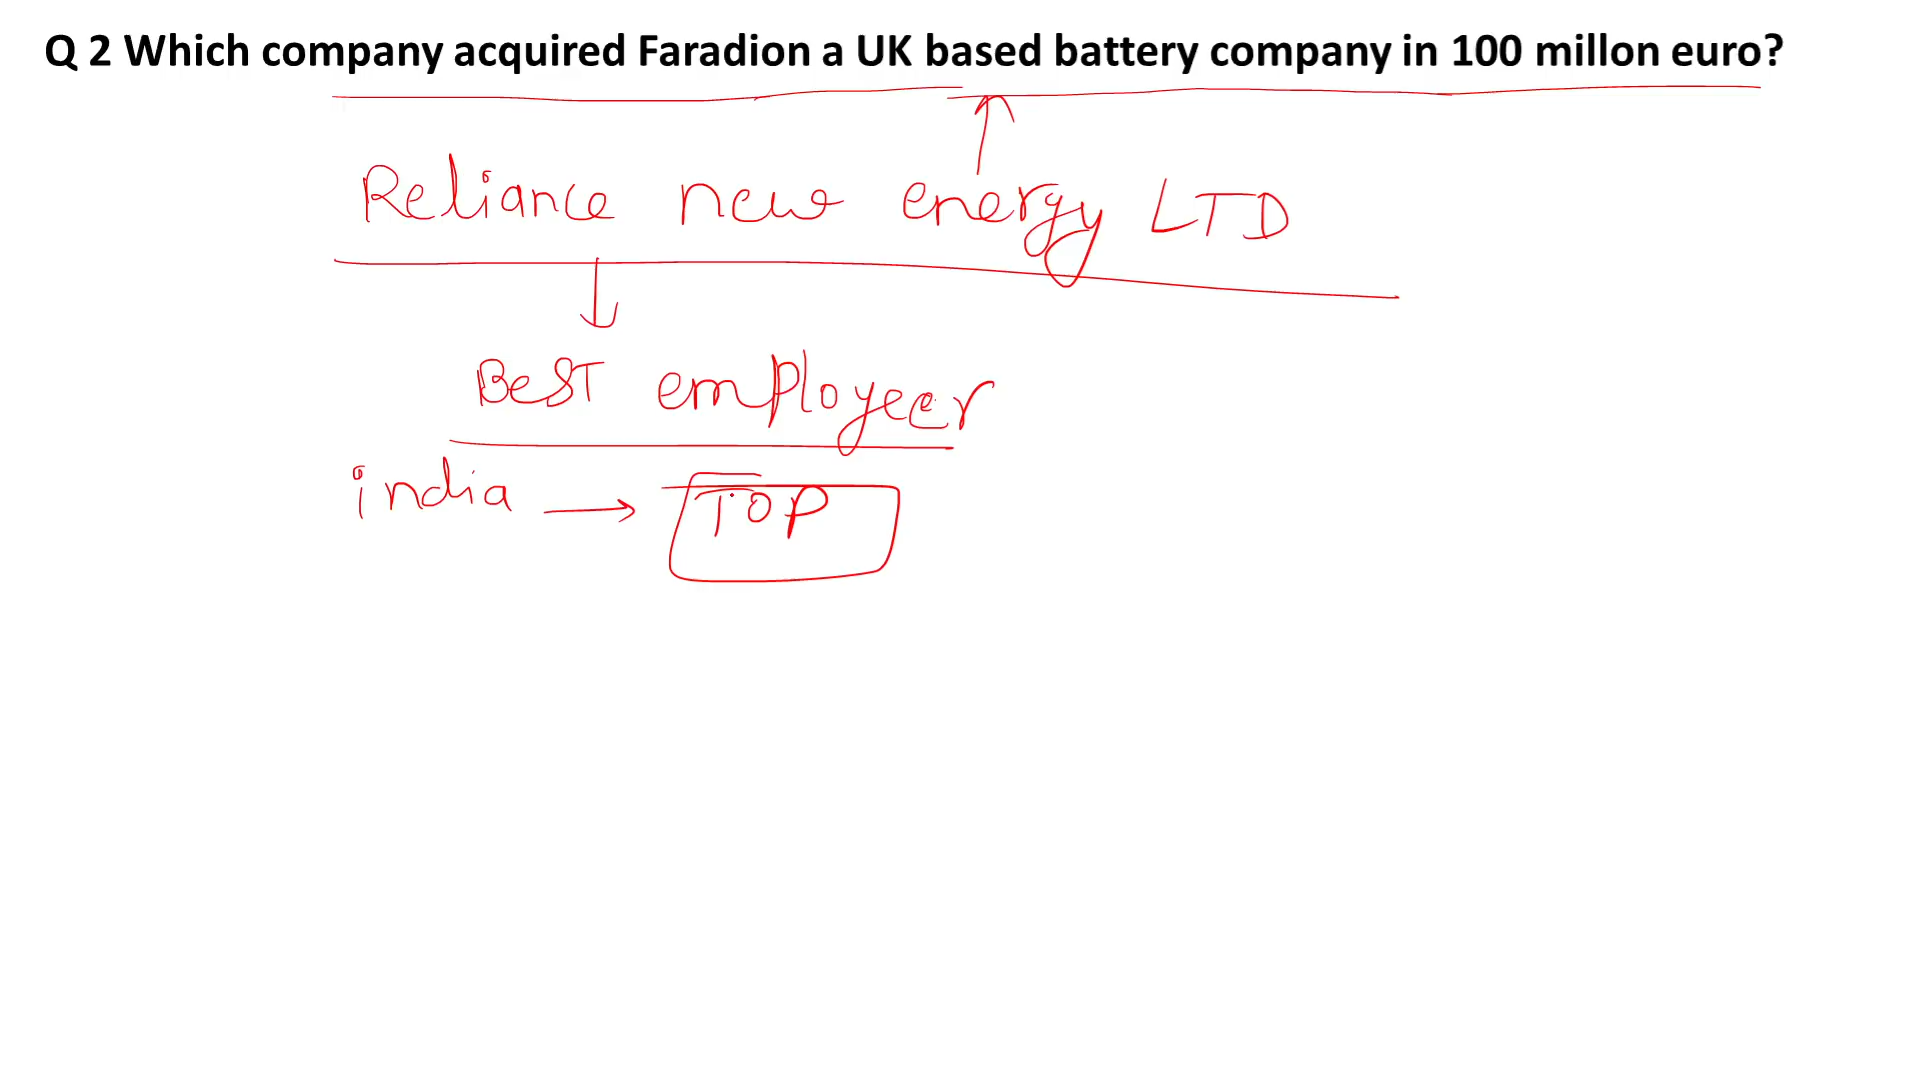 Q 2 Which company acquired Faradion a UK based battery company in 100 millon euro?
Reliance new energy LTD
BeST employeer
india → TOP